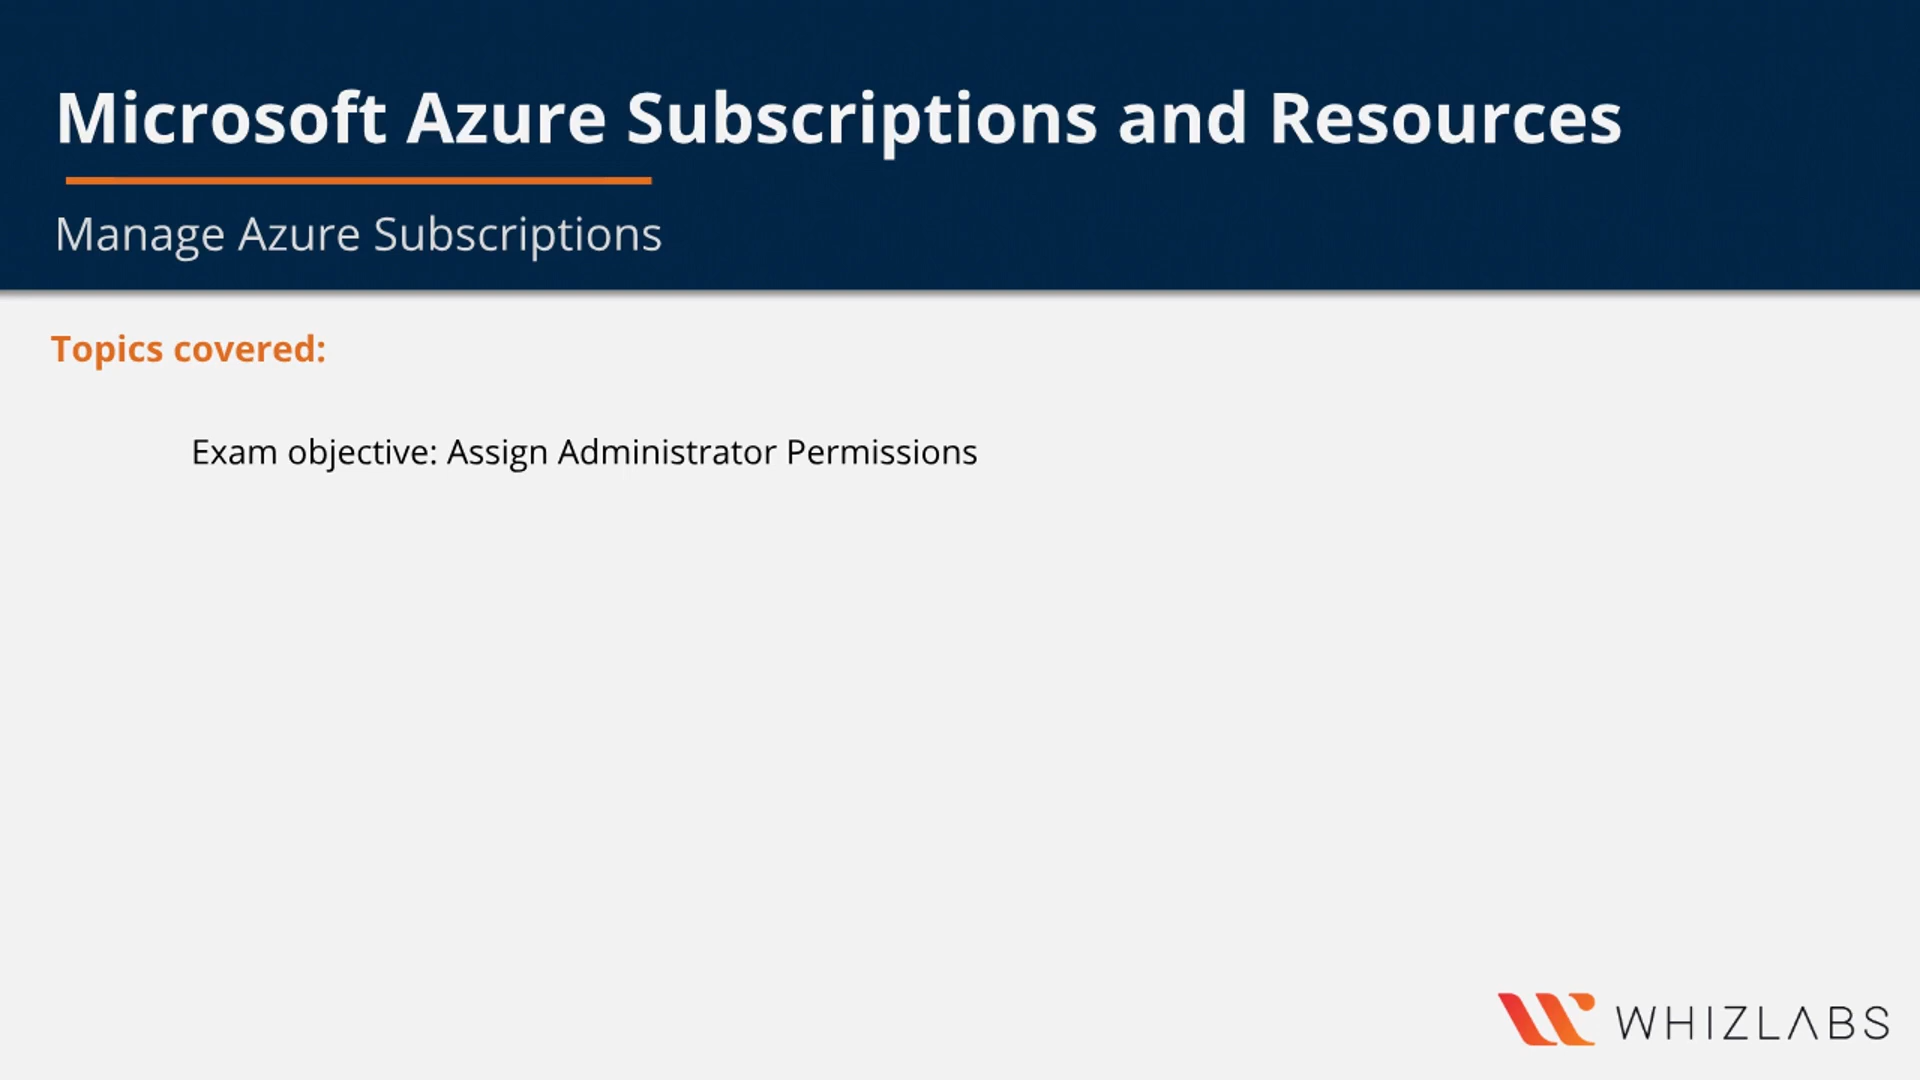 Microsoft Azure Subscriptions and Resources
Manage Azure Subscriptions
Topics covered:
Exam objective: Assign Administrator Permissions
WHIZLABS